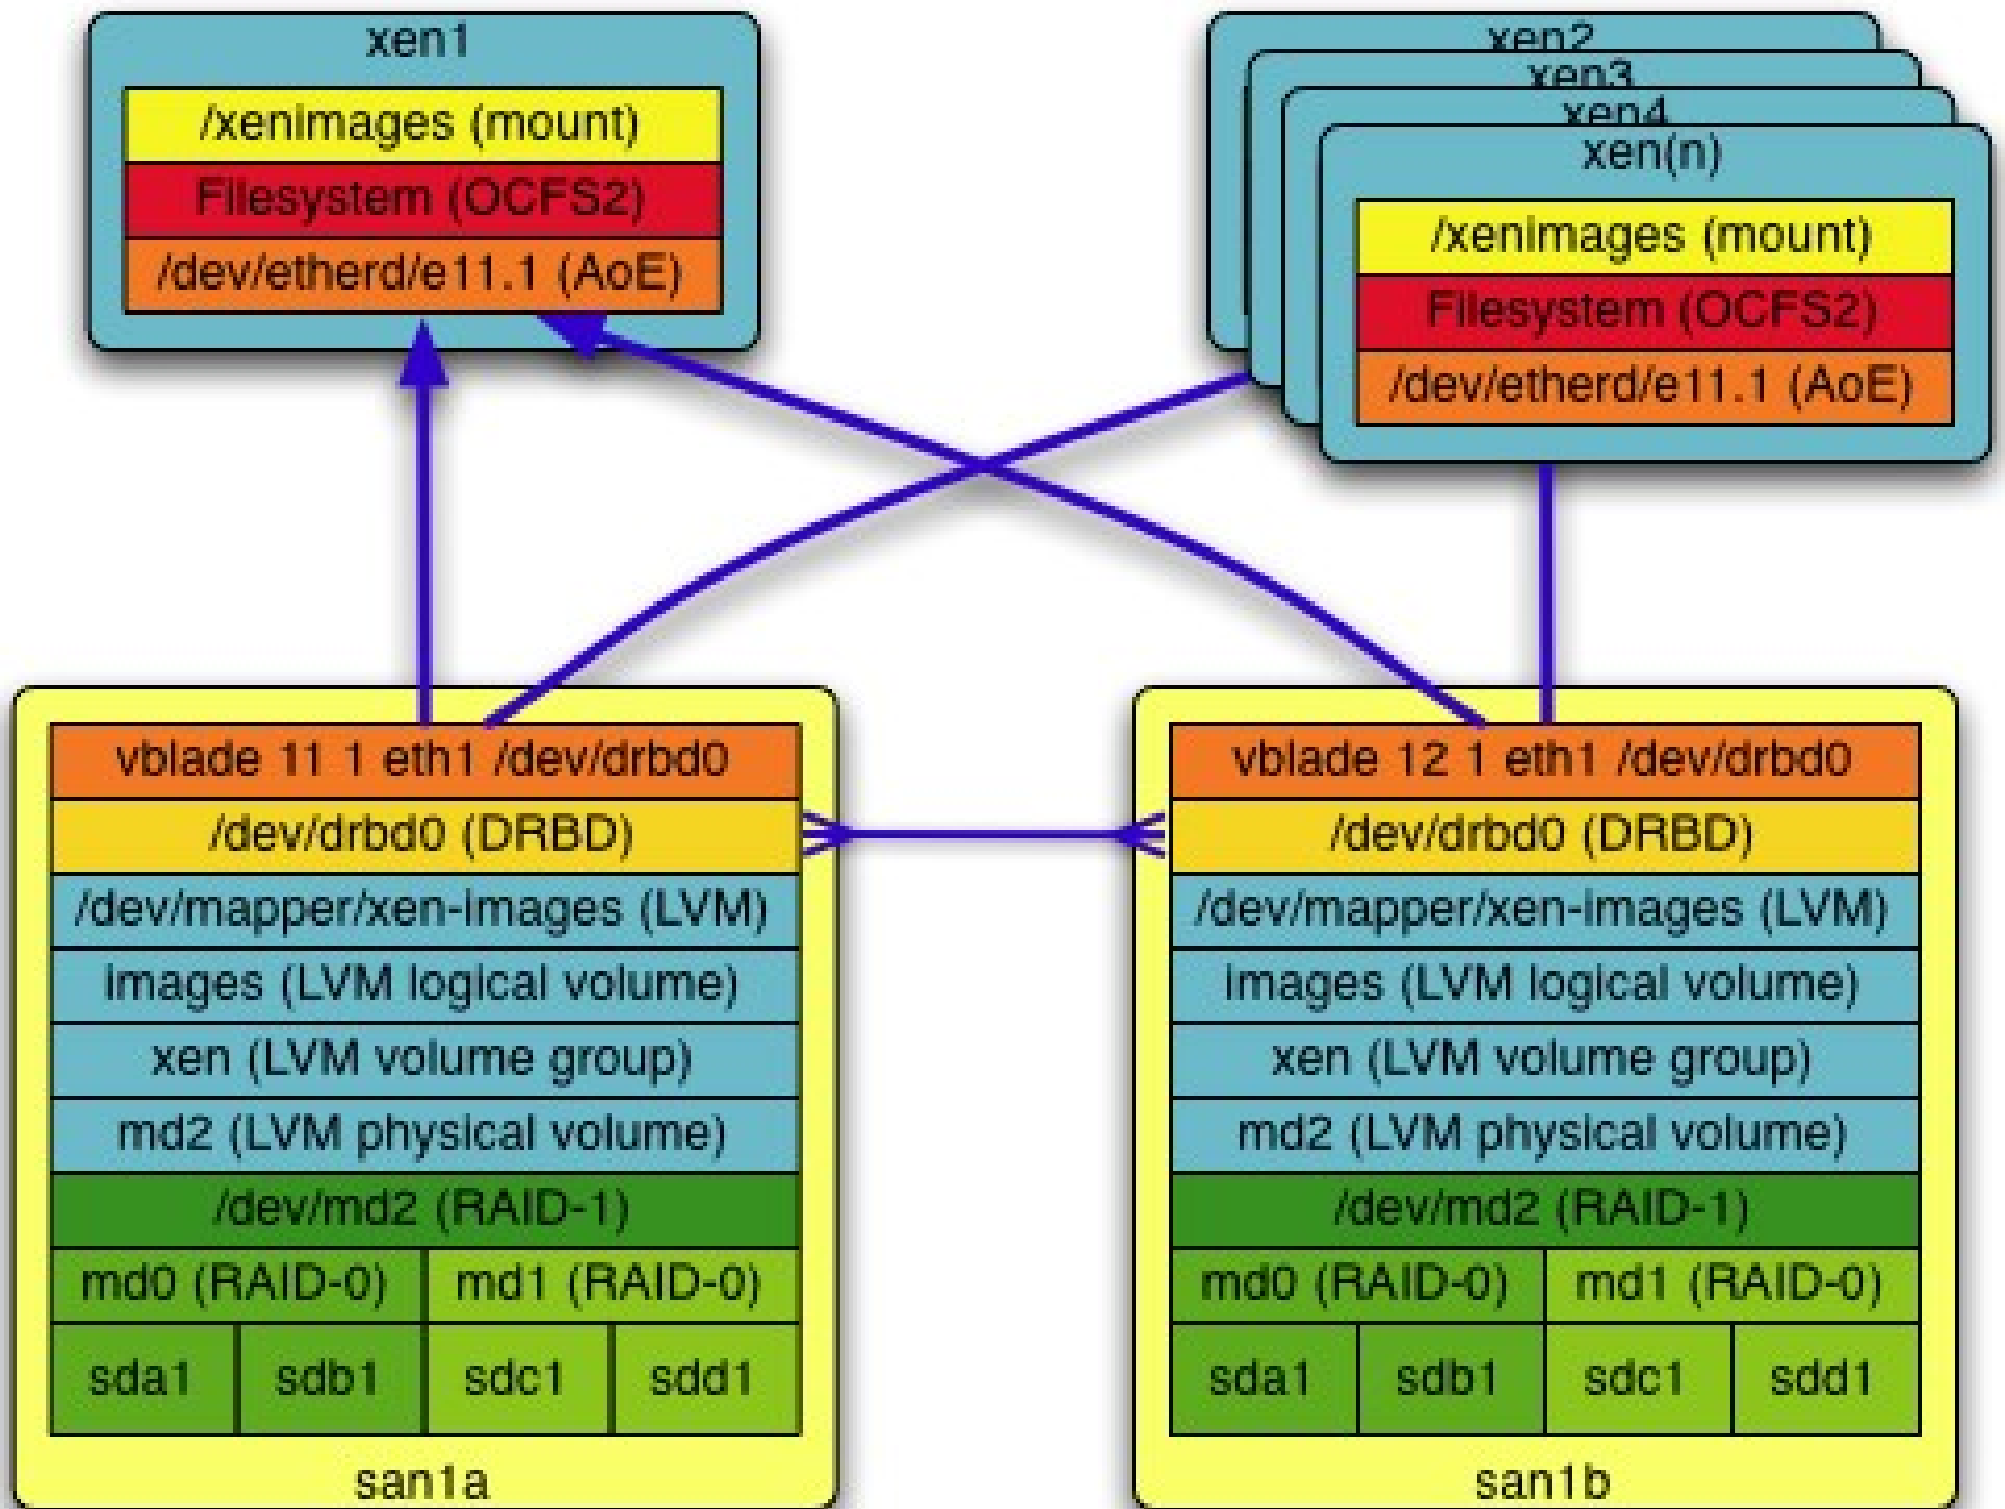 xen1
/xenimages (mount)
Filesystem (OCFS2)
/dev/etherd/e11.1 (AoE)
xen2
xen3
xen4
xen(n)
/xenimages (mount)
Filesystem (OCFS2)
/dev/etherd/e11.1 (AoE)
vblade 11 1 eth1 /dev/drbd0
/dev/drbd0 (DRBD)
/dev/mapper/xen-images (LVM)
images (LVM logical volume)
xen (LVM volume group)
md2 (LVM physical volume)
/dev/md2 (RAID-1)
md0 (RAID-0)
md1 (RAID-0)
sda1
sdb1
sdc1
sdd1
san1a
vblade 12 1 eth1 /dev/drbd0
/dev/drbd0 (DRBD)
/dev/mapper/xen-images (LVM)
images (LVM logical volume)
xen (LVM volume group)
md2 (LVM physical volume)
/dev/md2 (RAID-1)
md0 (RAID-0)
md1 (RAID-0)
sda1
sdb1
sdc1
sdd1
san1b